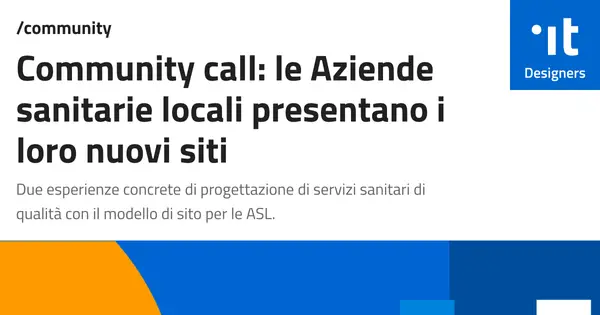 /community
·it
Designers
Community call: le Aziende
sanitarie locali presentano i
loro nuovi siti
Due esperienze concrete di progettazione di servizi sanitari di
qualità con il modello di sito per le ASL.